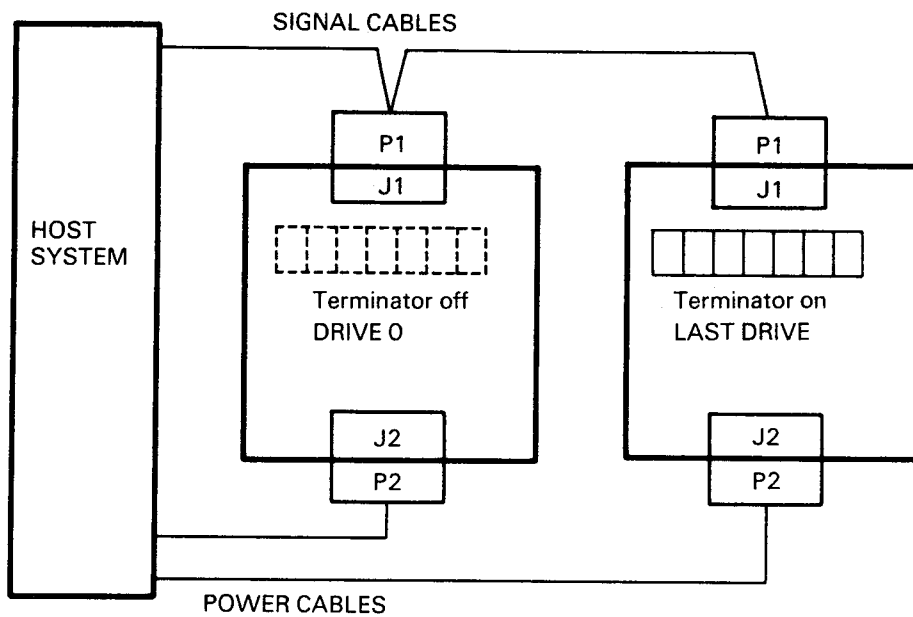 SIGNAL CABLES
HOST
SYSTEM
P1
J1
Terminator off
DRIVE 0
J2
P2
P1
J1
Terminator on
LAST DRIVE
J2
P2
POWER CABLES